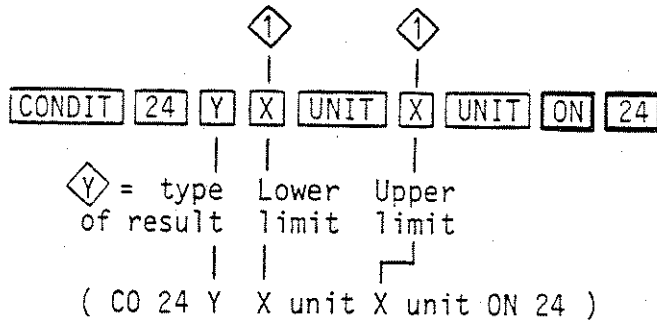 1 1
CONDIT 24 Y X UNIT X UNIT ON 24
Y = type Lower Upper
of result limit limit
( CO 24 Y X unit X unit ON 24 )